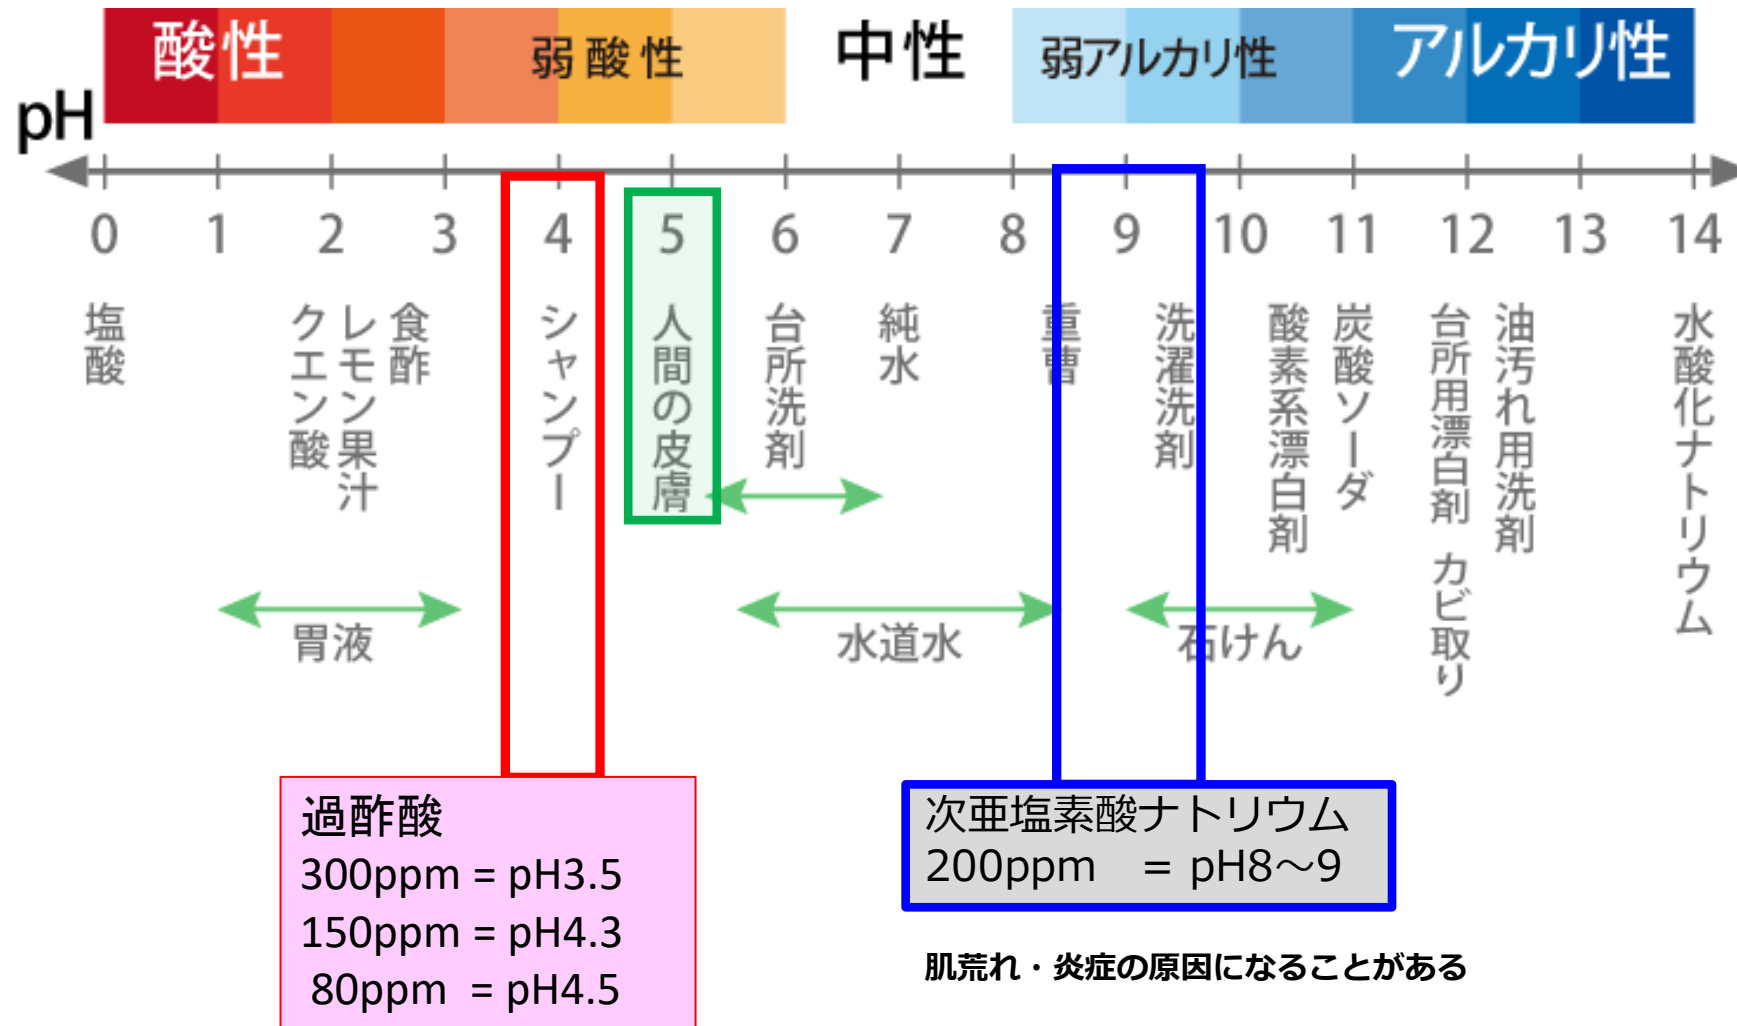 酸性
弱酸性
中性
弱アルカリ性
アルカリ性
pH
0 1 2 3 4 5 6 7 8 9 10 11 12 13 14
塩酸
クエン酸
レモン果汁
食酢
シャンプー
人間の皮膚
台所洗剤
純水
重曹
洗濯洗剤
酸素系漂白剤
炭酸ソーダ
台所用漂白剤 カビ取り
油汚れ用洗剤
水酸化ナトリウム
胃液
水道水
石けん
過酢酸
300ppm = pH3.5
150ppm = pH4.3
80ppm = pH4.5
次亜塩素酸ナトリウム
200ppm = pH8～9
肌荒れ・炎症の原因になることがある